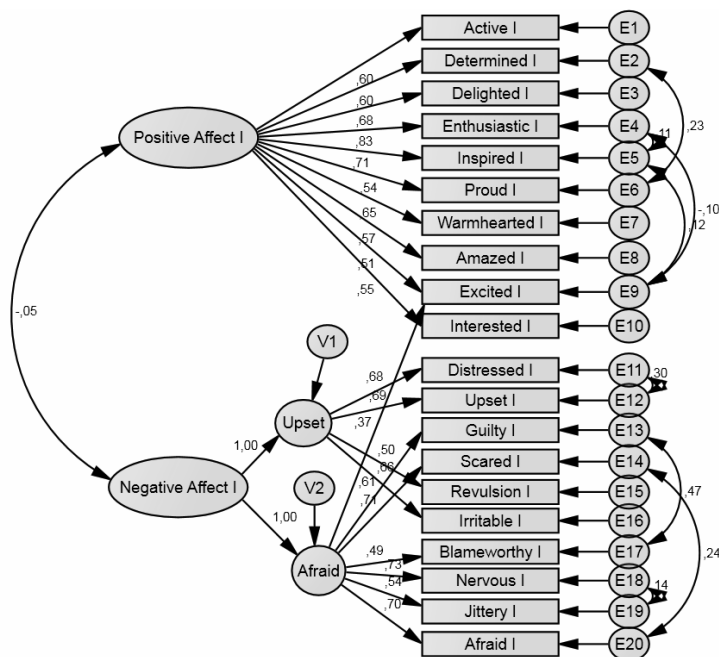 Active I
E1
Determined I
E2
,60
Delighted I
E3
,60
Enthusiastic I
E4
,68
,11
,23
Positive Affect I
,83
Inspired I
E5
,71
Proud I
E6
,54
Warmhearted I
E7
-,10
,12
,65
Amazed I
E8
,57
,51
Excited I
E9
,55
Interested I
E10
-,05
V1
Distressed I
E11
,30
,68
,69
Upset I
E12
,37
Upset
Guilty I
E13
1,00
,50
,66
Scared I
E14
,61
,71
Negative Affect I
V2
Revulsion I
E15
,47
1,00
Irritable I
E16
,49
Blameworthy I
E17
,24
Afraid
,73
Nervous I
E18
,14
,54
Jittery I
E19
,70
Afraid I
E20